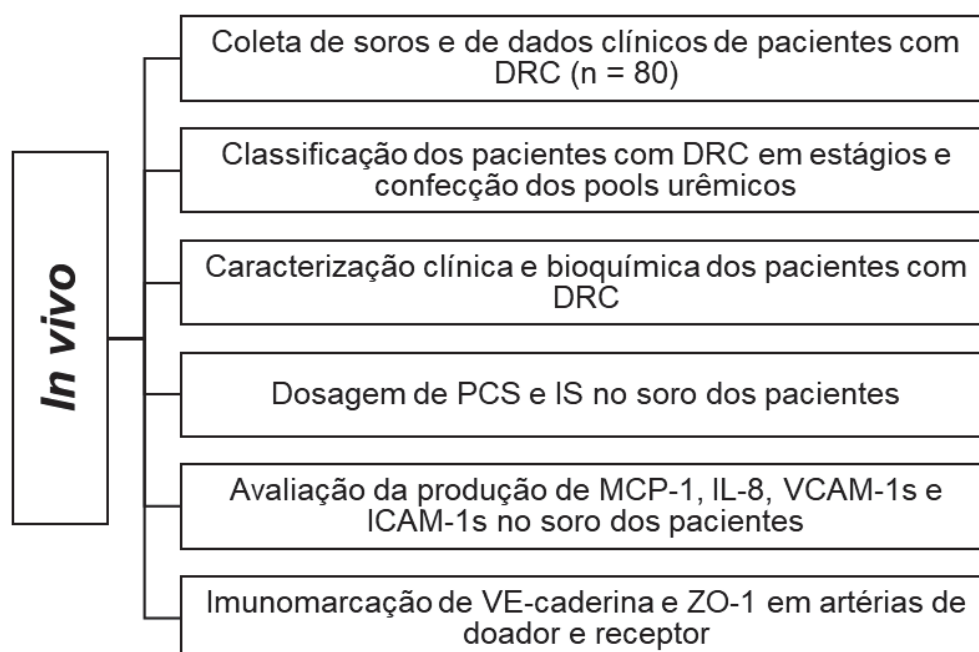 In vivo
Coleta de soros e de dados clínicos de pacientes com
DRC (n = 80)
Classificação dos pacientes com DRC em estágios e
confecção dos pools urêmicos
Caracterização clínica e bioquímica dos pacientes com
DRC
Dosagem de PCS e IS no soro dos pacientes
Avaliação da produção de MCP-1, IL-8, VCAM-1s e
ICAM-1s no soro dos pacientes
Imunomarcação de VE-caderina e ZO-1 em artérias de
doador e receptor